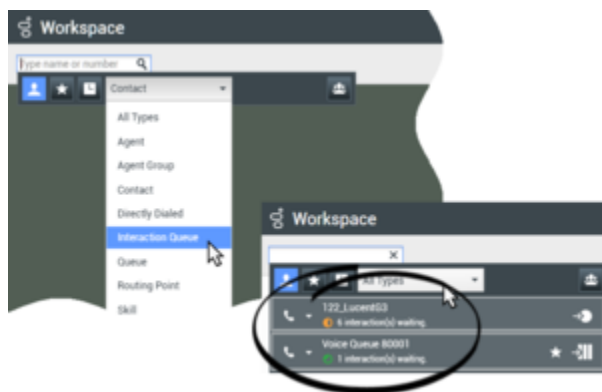 Workspace
Type name or number
Contact
All Types
Agent
Agent Group
Contact
Directly Dialed
Interaction Queue
Queue
Routing Point
Skill
Workspace
All Types
122_LucentG3
6 interaction(s) waiting.
Voice Queue 80001
1 interaction(s) waiting.